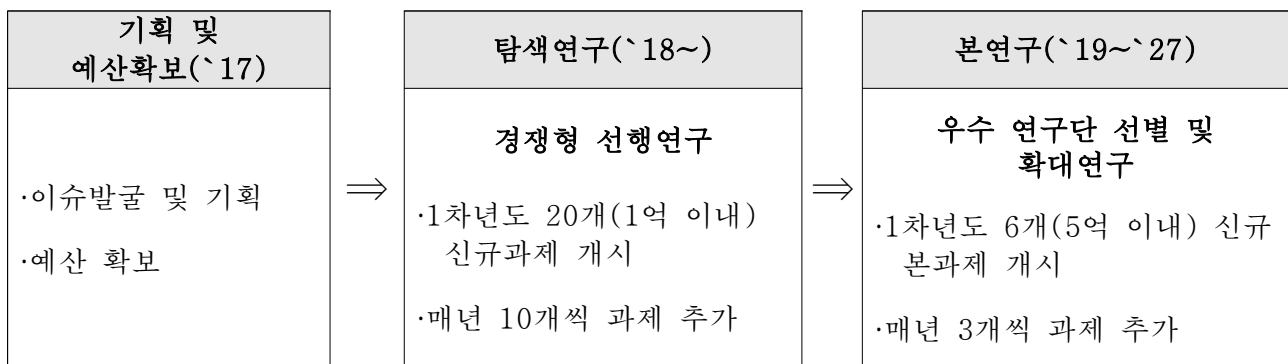 기획 및
예산확보(`17)
·이슈발굴 및 기획
·예산 확보
⇒
탐색연구(`18~)
경쟁형 선행연구
·1차년도 20개(1억 이내)
신규과제 개시
·매년 10개씩 과제 추가
⇒
본연구(`19~`27)
우수 연구단 선별 및
확대연구
·1차년도 6개(5억 이내) 신규
본과제 개시
·매년 3개씩 과제 추가